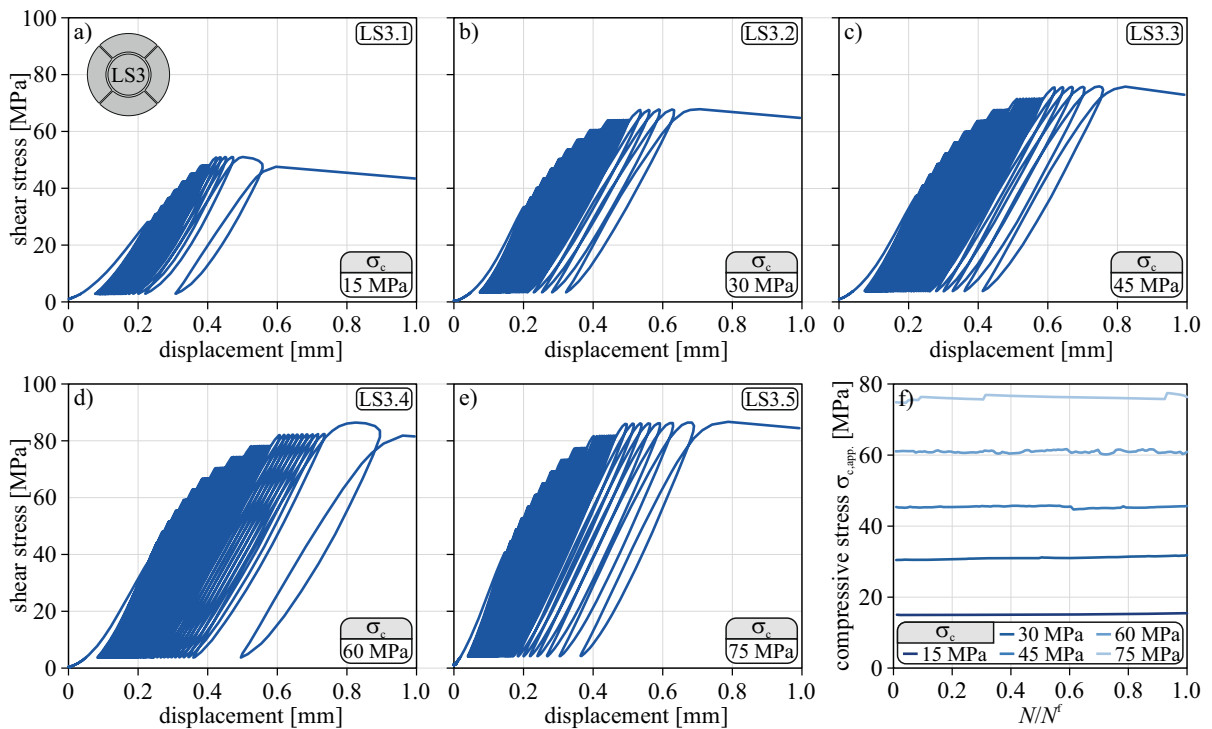 a)
LS3.1
LS3
shear stress [MPa]
100
80
60
40
20
0
σc
15 MPa
0 0.2 0.4 0.6 0.8 1.0
displacement [mm]
b)
LS3.2
σc
30 MPa
0 0.2 0.4 0.6 0.8 1.0
displacement [mm]
c)
LS3.3
σc
45 MPa
0 0.2 0.4 0.6 0.8 1.0
displacement [mm]
d)
LS3.4
shear stress [MPa]
100
80
60
40
20
0
σc
60 MPa
0 0.2 0.4 0.6 0.8 1.0
displacement [mm]
e)
LS3.5
σc
75 MPa
0 0.2 0.4 0.6 0.8 1.0
displacement [mm]
f)
compressive stress σc,app. [MPa]
80
60
40
20
0
σc 30 MPa 60 MPa
15 MPa 45 MPa 75 MPa
0 0.2 0.4 0.6 0.8 1.0
N/Nf